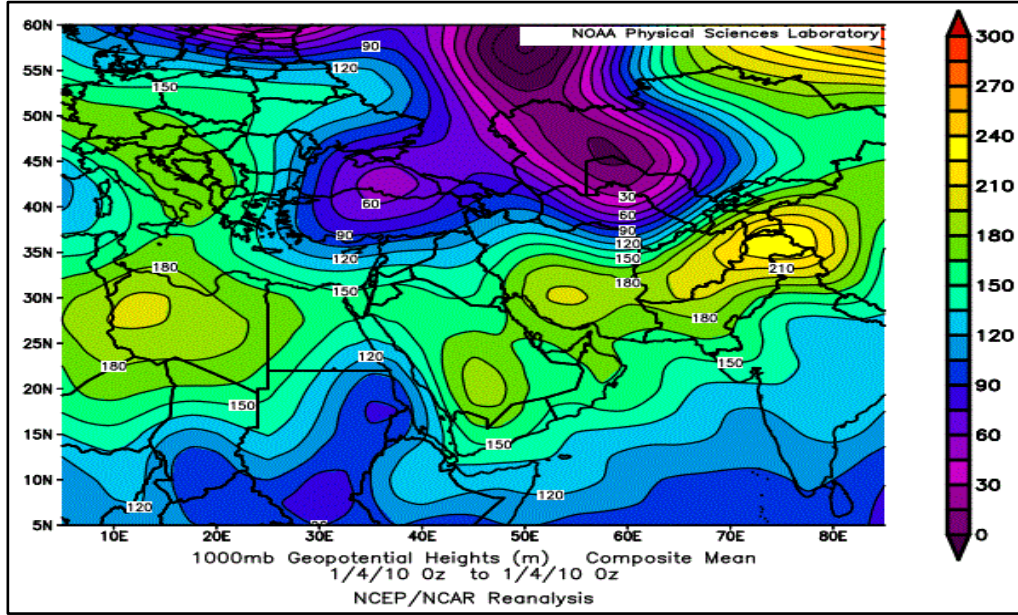 NOAA Physical Sciences Laboratory
60N
55N
50N
45N
40N
35N
30N
25N
20N
15N
10N
5N
90
120
150
60
30
60
90
120
150
180
90
120
150
210
180
180
180
120
150
150
150
120
120
10E 20E 30E 40E 50E 60E 70E 80E
300
270
240
210
180
150
120
90
60
30
0
1000mb Geopotential Heights (m) Composite Mean
1/4/10 0z to 1/4/10 0z
NCEP/NCAR Reanalysis